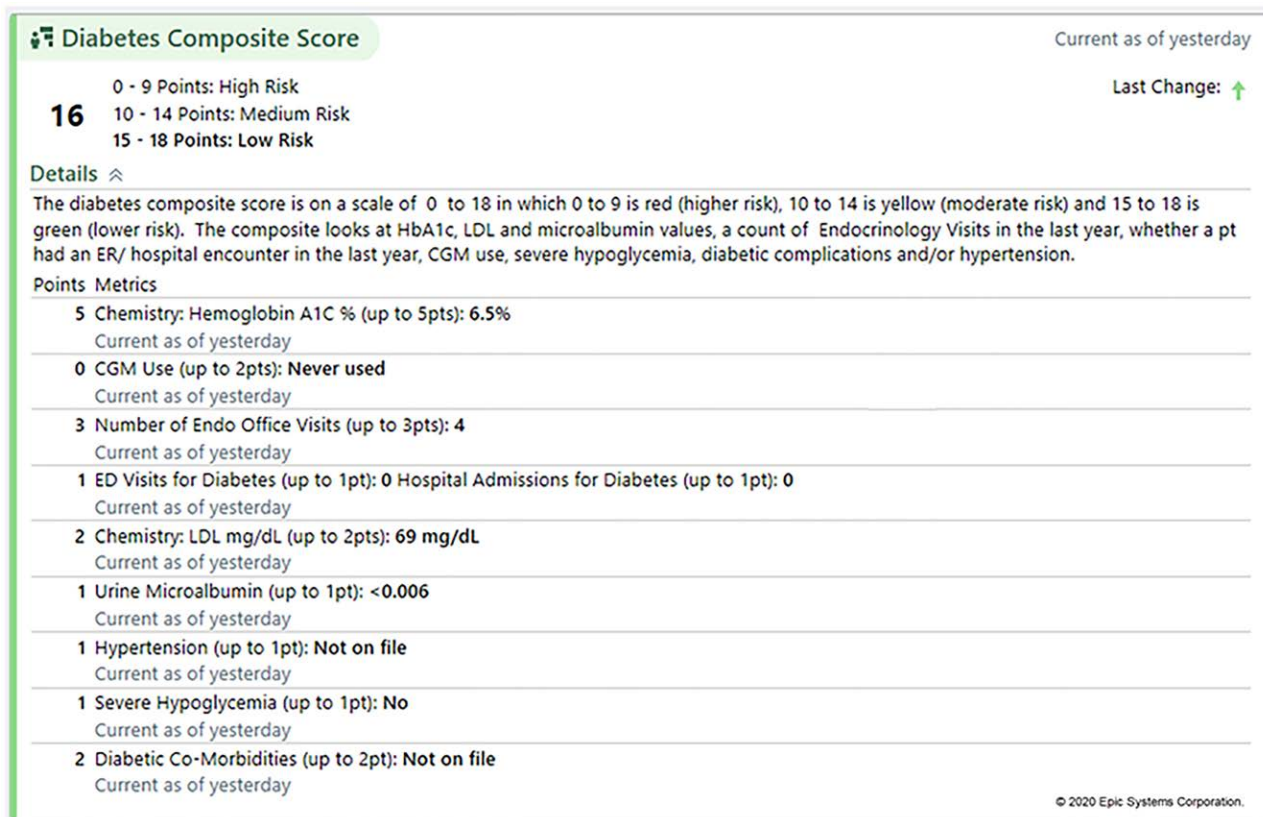 Diabetes Composite Score
Current as of yesterday
16
0 - 9 Points: High Risk
10 - 14 Points: Medium Risk
15 - 18 Points: Low Risk
Last Change:
Details
The diabetes composite score is on a scale of 0 to 18 in which 0 to 9 is red (higher risk), 10 to 14 is yellow (moderate risk) and 15 to 18 is
green (lower risk). The composite looks at HbA1c, LDL and microalbumin values, a count of Endocrinology Visits in the last year, whether a pt
had an ER/ hospital encounter in the last year, CGM use, severe hypoglycemia, diabetic complications and/or hypertension.
Points Metrics
5 Chemistry: Hemoglobin A1C % (up to 5pts): 6.5%
Current as of yesterday
0 CGM Use (up to 2pts): Never used
Current as of yesterday
3 Number of Endo Office Visits (up to 3pts): 4
Current as of yesterday
1 ED Visits for Diabetes (up to 1pt): 0 Hospital Admissions for Diabetes (up to 1pt): 0
Current as of yesterday
2 Chemistry: LDL mg/dL (up to 2pts): 69 mg/dL
Current as of yesterday
1 Urine Microalbumin (up to 1pt): <0.006
Current as of yesterday
1 Hypertension (up to 1pt): Not on file
Current as of yesterday
1 Severe Hypoglycemia (up to 1pt): No
Current as of yesterday
2 Diabetic Co-Morbidities (up to 2pt): Not on file
Current as of yesterday
© 2020 Epic Systems Corporation.